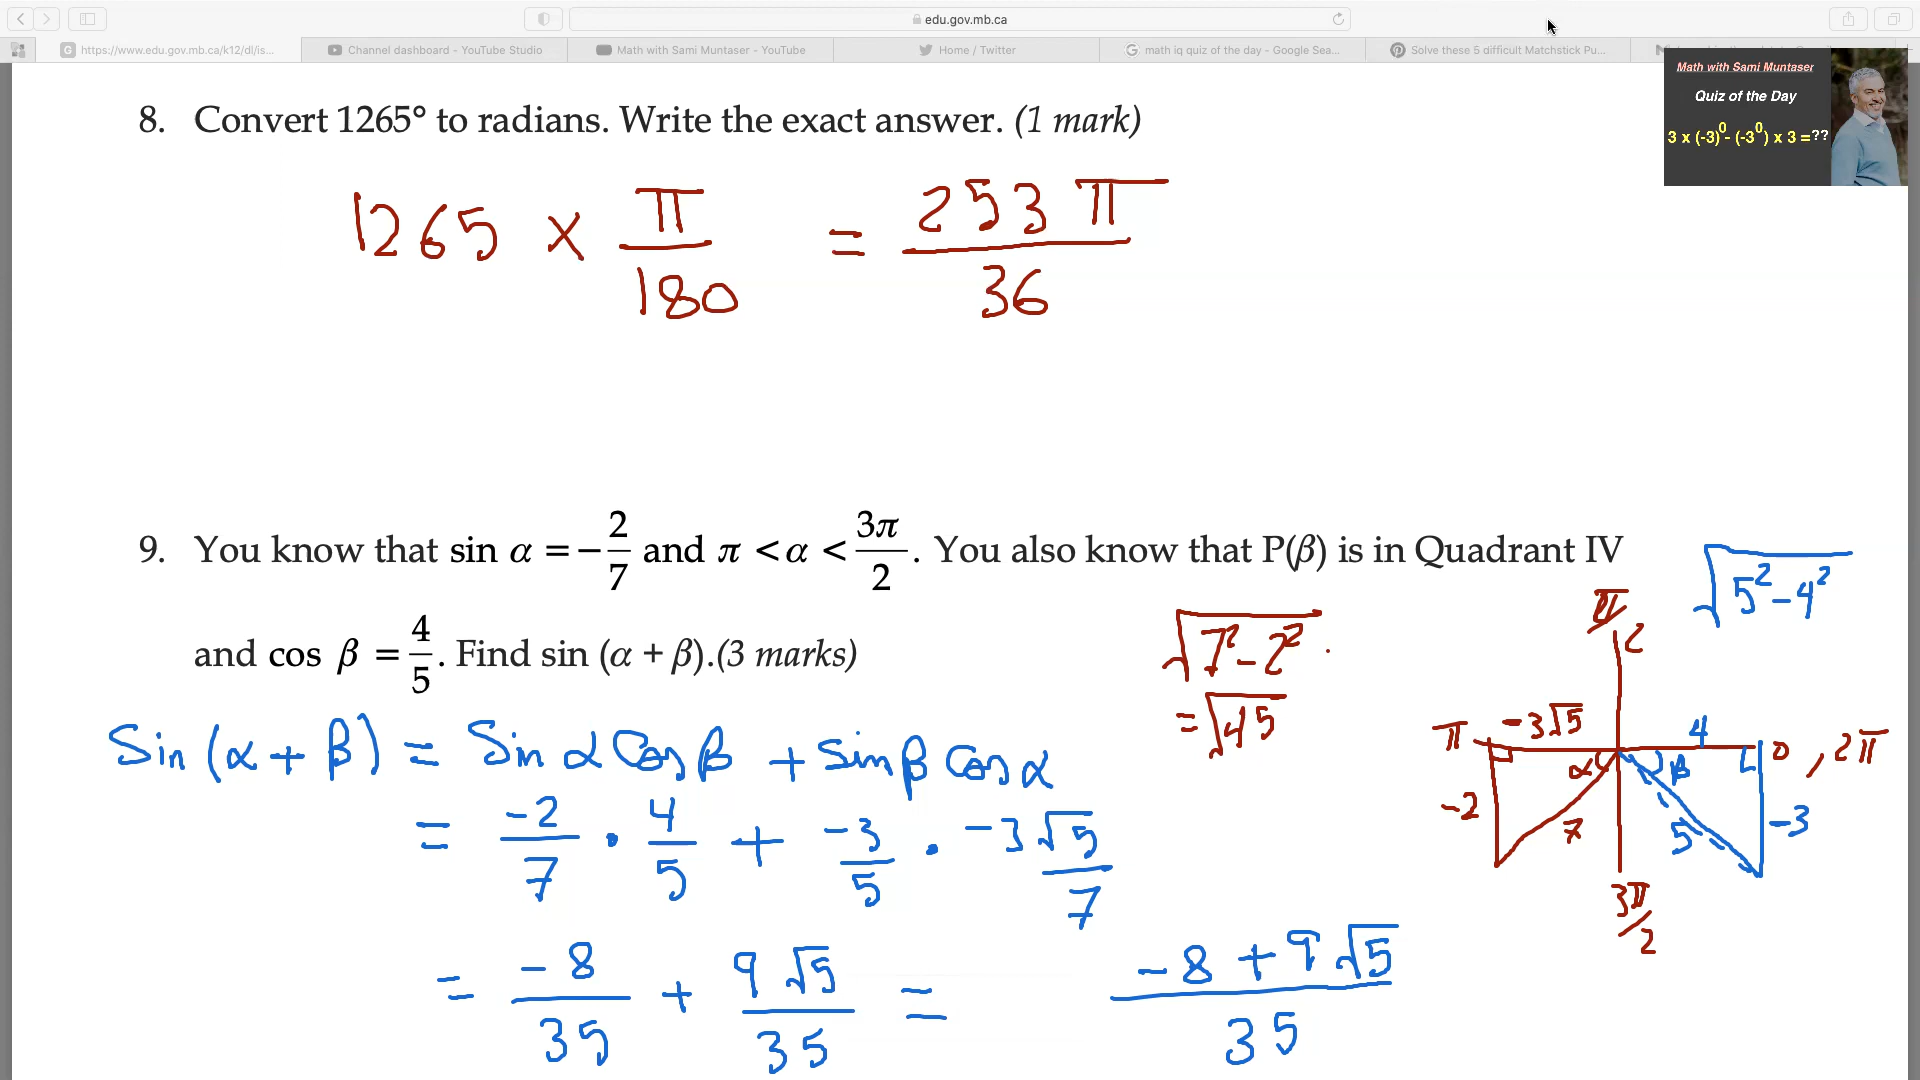 edu.gov.mb.ca
https://www.edu.gov.mb.ca/k12/dl/is...
Channel dashboard - YouTube Studio
Math with Sami Muntaser - YouTube
Home / Twitter
math iq quiz of the day - Google Sea...
Solve these 5 difficult Matchstick Pu...
Math with Sami Muntaser
Quiz of the Day
3 x (-3)⁰- (-3⁰) x 3 =??
8. Convert 1265° to radians. Write the exact answer. (1 mark)
1265 × π/180 = 253 π/36
9. You know that sin α = −2/7 and π < α < 3π/2. You also know that P(β) is in Quadrant IV
and cos β = 4/5. Find sin (α + β).(3 marks)
√(5² − 4²)
√(7² − 2²)
= √45
π/2
π
-3√5
4
0, 2π
α
β
-2
7
5
-3
3π/2
Sin (α + β) = Sin α Cos β + Sin β Cos α
= -2/7 · 4/5 + -3/5 · -3√5/7
= -8/35 + 9√5/35 = -8 + 9√5/35